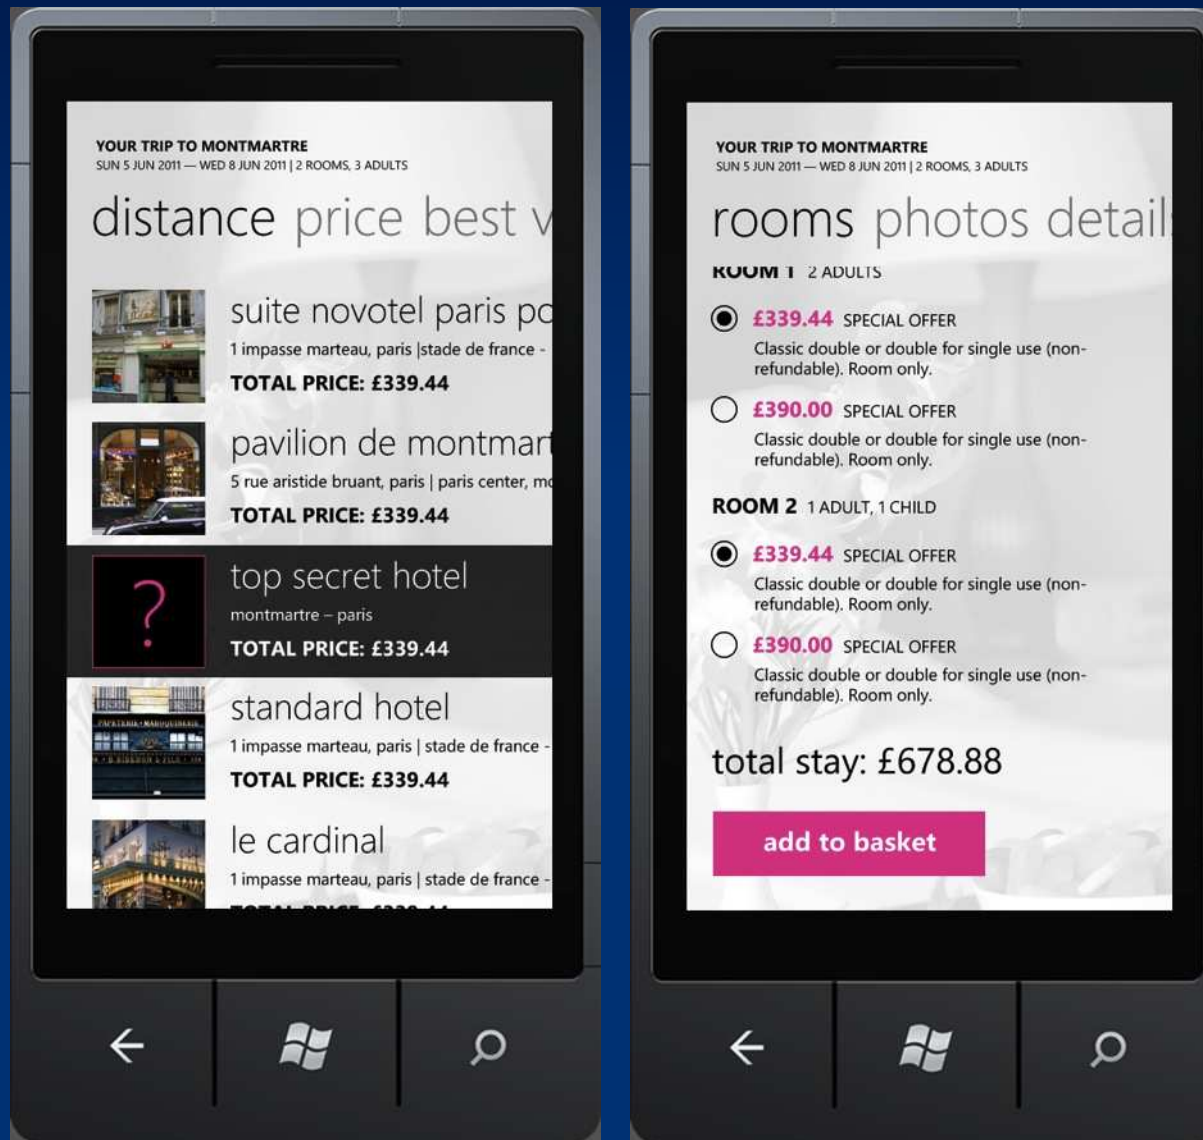 YOUR TRIP TO MONTMARTRE
SUN 5 JUN 2011 — WED 8 JUN 2011 | 2 ROOMS, 3 ADULTS
distance price best v
suite novotel paris po
1 impasse marteau, paris |stade de france -
TOTAL PRICE: £339.44
pavilion de montmart
5 rue aristide bruant, paris | paris center, mo
TOTAL PRICE: £339.44
?
top secret hotel
montmartre – paris
TOTAL PRICE: £339.44
standard hotel
1 impasse marteau, paris | stade de france -
TOTAL PRICE: £339.44
le cardinal
1 impasse marteau, paris | stade de france -
TOTAL PRICE: £339.44
YOUR TRIP TO MONTMARTRE
SUN 5 JUN 2011 — WED 8 JUN 2011 | 2 ROOMS, 3 ADULTS
rooms photos details
ROOM 1 2 ADULTS
£339.44 SPECIAL OFFER
Classic double or double for single use (non-
refundable). Room only.
£390.00 SPECIAL OFFER
Classic double or double for single use (non-
refundable). Room only.
ROOM 2 1 ADULT, 1 CHILD
£339.44 SPECIAL OFFER
Classic double or double for single use (non-
refundable). Room only.
£390.00 SPECIAL OFFER
Classic double or double for single use (non-
refundable). Room only.
total stay: £678.88
add to basket